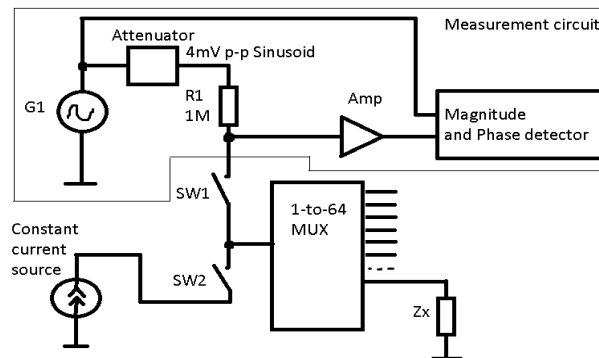 Measurement circuit
Attenuator
4mV p-p Sinusoid
G1
R1
1M
Amp
Magnitude
and Phase detector
SW1
1-to-64
MUX
Constant
current
source
SW2
Zx